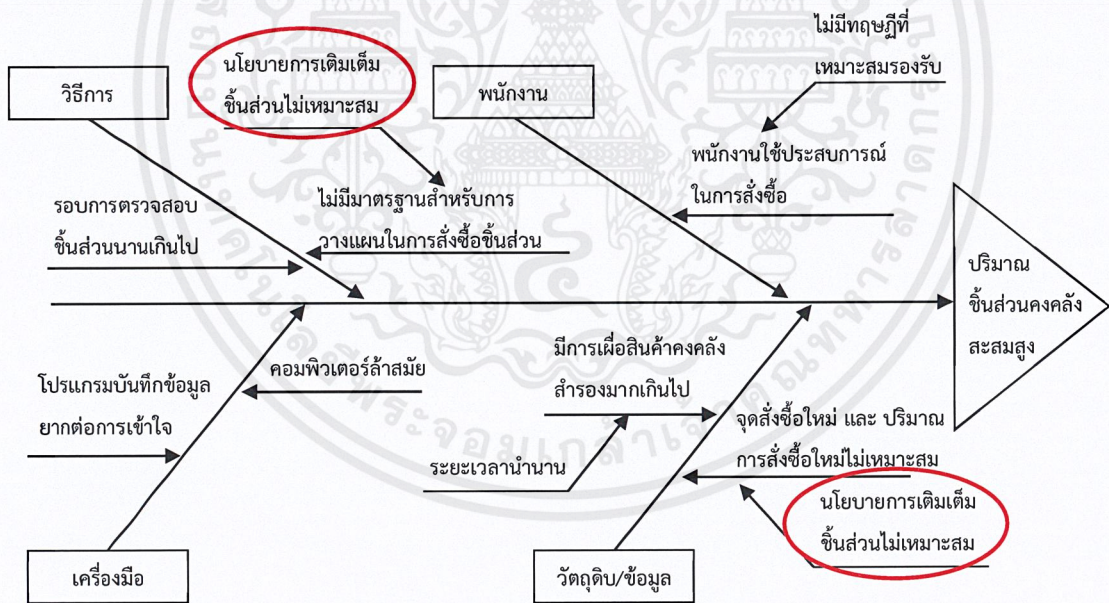 ไม่มีทฤษฎีที่
เหมาะสมรองรับ
นโยบายการเติมเต็ม
ชิ้นส่วนไม่เหมาะสม
วิธีการ
พนักงาน
พนักงานใช้ประสบการณ์
ในการสั่งซื้อ
ไม่มีมาตรฐานสำหรับการ
วางแผนในการสั่งซื้อชิ้นส่วน
รอบการตรวจสอบ
ชิ้นส่วนนานเกินไป
ปริมาณ
ชิ้นส่วนคงคลัง
สะสมสูง
มีการเผื่อสินค้าคงคลัง
สำรองมากเกินไป
คอมพิวเตอร์ล้าสมัย
โปรแกรมบันทึกข้อมูล
ยากต่อการเข้าใจ
จุดสั่งซื้อใหม่ และ ปริมาณ
การสั่งซื้อใหม่ไม่เหมาะสม
ระยะเวลานำนาน
นโยบายการเติมเต็ม
ชิ้นส่วนไม่เหมาะสม
เครื่องมือ
วัตถุดิบ/ข้อมูล